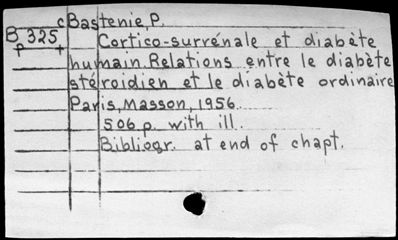 cBastenie, P.
B 325 Cortico-surrénale et diabète
p + humain. Relations entre le diabète
stéroidien et le diabète ordinaire
Paris, Masson, 1956.
506 p. with ill.
Bibliogr. at end of chapt.